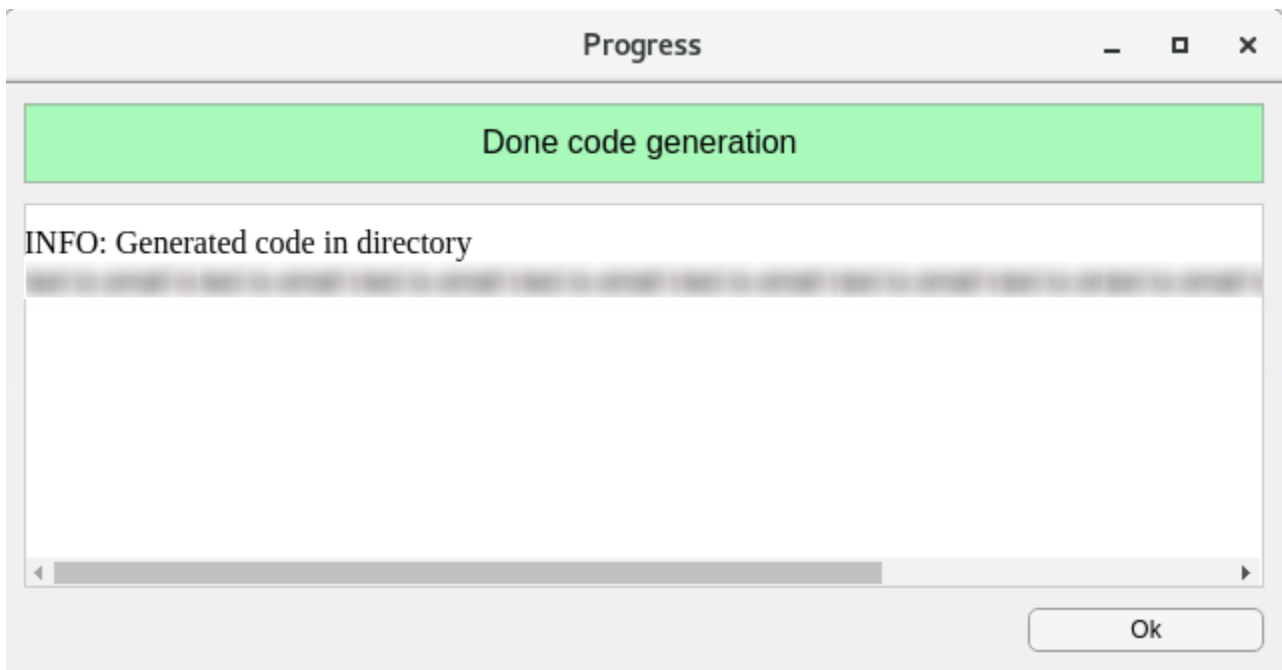 Progress
Done code generation
INFO: Generated code in directory
Ok